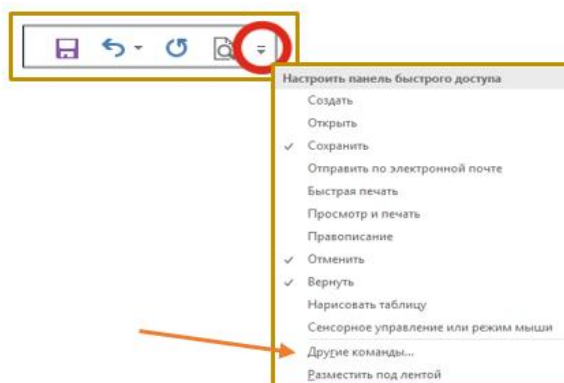 Настроить панель быстрого доступа
Создать
Открыть
Сохранить
Отправить по электронной почте
Быстрая печать
Просмотр и печать
Правописание
Отменить
Вернуть
Нарисовать таблицу
Сенсорное управление или режим мыши
Другие команды...
Разместить под лентой